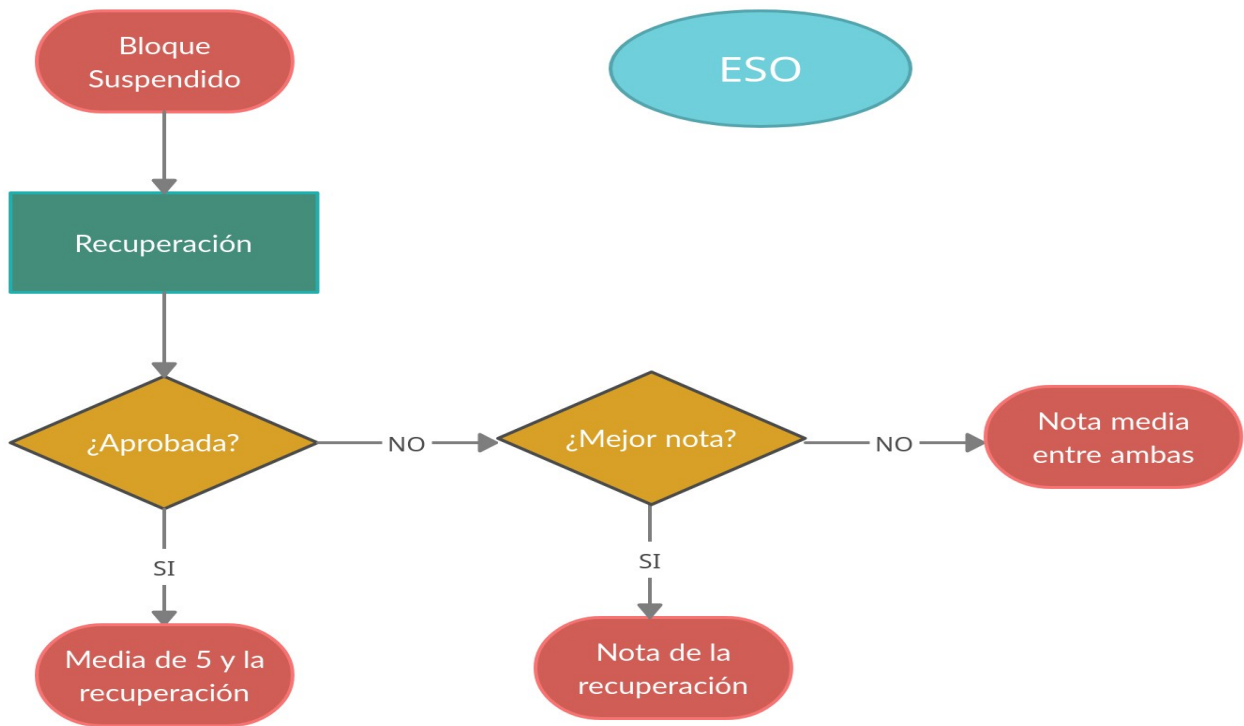 Bloque
Suspendido
ESO
Recuperación
¿Aprobada?
NO
¿Mejor nota?
NO
Nota media
entre ambas
SI
SI
Media de 5 y la
recuperación
Nota de la
recuperación